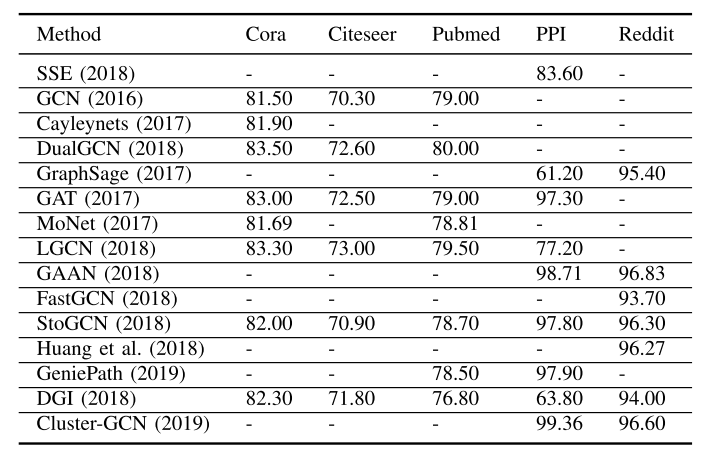 Method Cora Citeseer Pubmed PPI Reddit
SSE (2018) - - - 83.60 -
GCN (2016) 81.50 70.30 79.00 - -
Cayleynets (2017) 81.90 - - - -
DualGCN (2018) 83.50 72.60 80.00 - -
GraphSage (2017) - - - 61.20 95.40
GAT (2017) 83.00 72.50 79.00 97.30 -
MoNet (2017) 81.69 - 78.81 - -
LGCN (2018) 83.30 73.00 79.50 77.20 -
GAAN (2018) - - - 98.71 96.83
FastGCN (2018) - - - - 93.70
StoGCN (2018) 82.00 70.90 78.70 97.80 96.30
Huang et al. (2018) - - - - 96.27
GeniePath (2019) - - 78.50 97.90 -
DGI (2018) 82.30 71.80 76.80 63.80 94.00
Cluster-GCN (2019) - - - 99.36 96.60